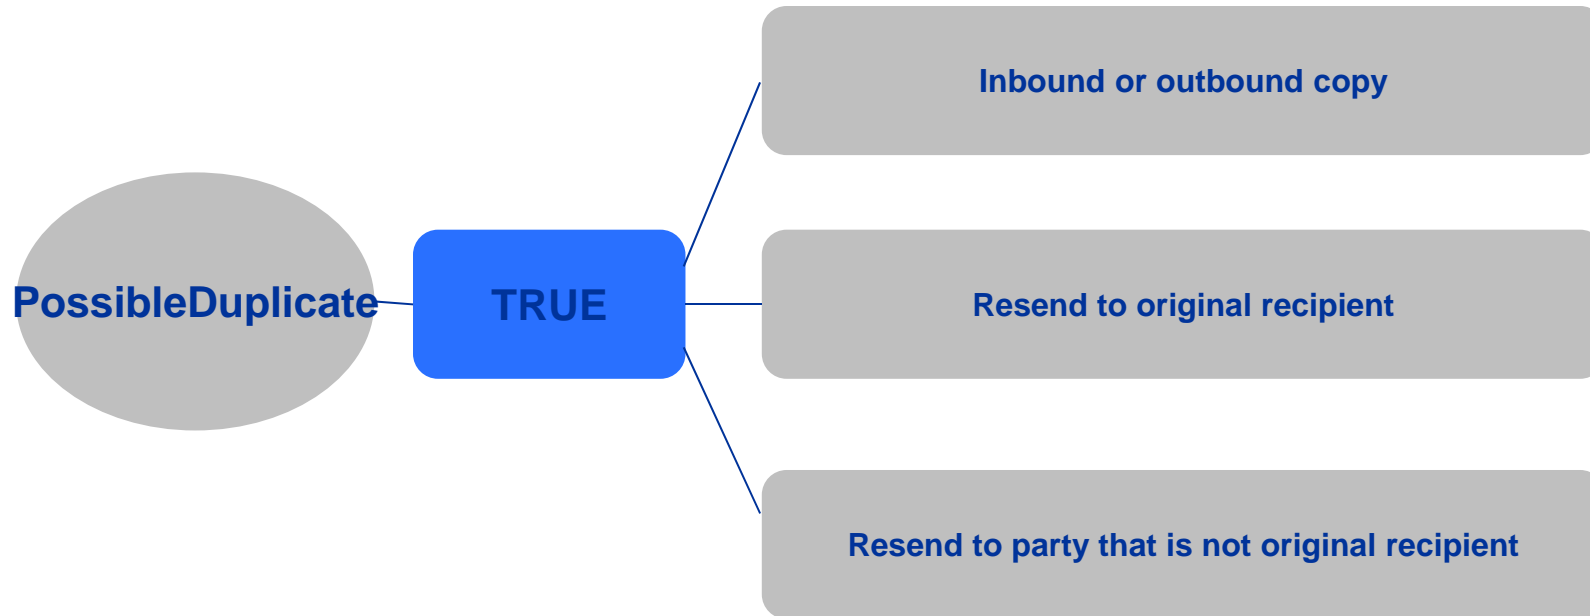 Inbound or outbound copy
PossibleDuplicate
TRUE
Resend to original recipient
Resend to party that is not original recipient